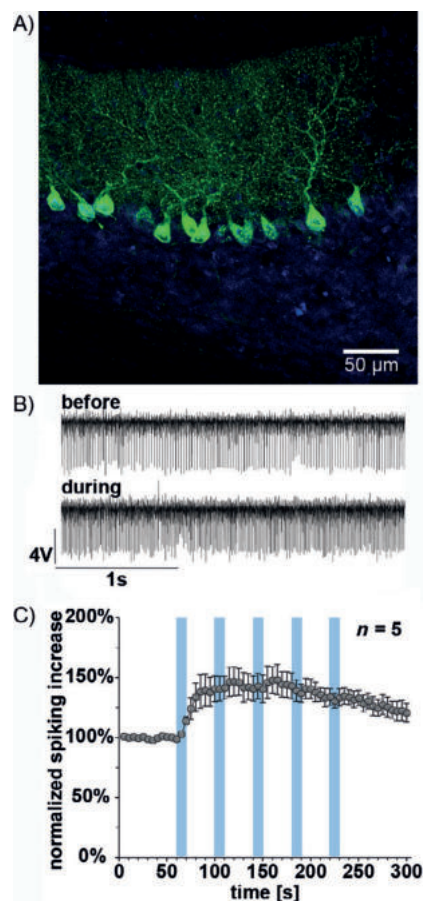 A)
50 µm
B)
before
during
4V
1s
C)
n = 5
normalized spiking increase
200%
150%
100%
50%
0%
0 50 100 150 200 250 300
time [s]